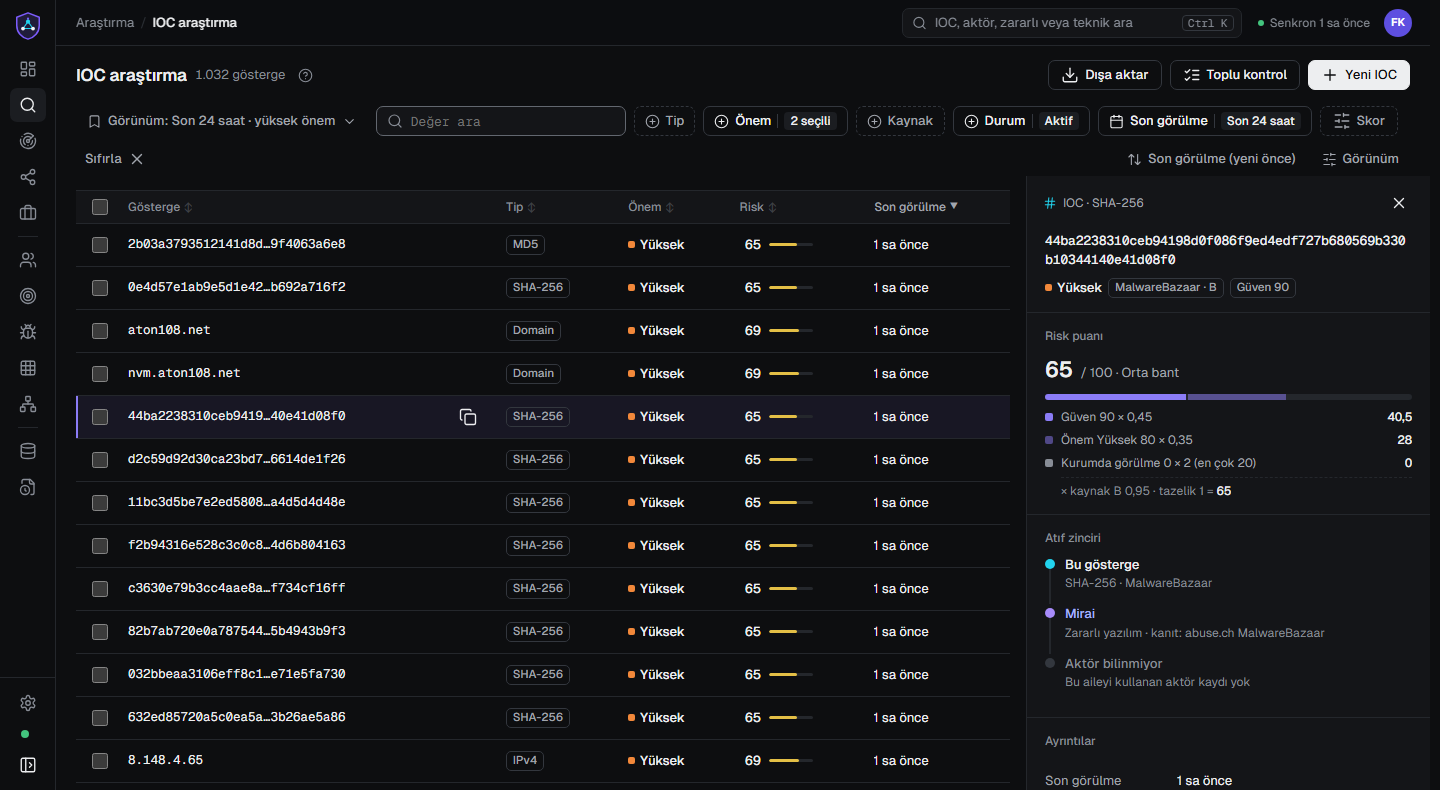 Araştırma / IOC araştırma
IOC, aktör, zararlı veya teknik ara
Ctrl K
Senkron 1 sa önce
FK
IOC araştırma 1.032 gösterge
Dışa aktar
Toplu kontrol
Yeni IOC
Görünüm: Son 24 saat · yüksek önem
Değer ara
Tip
Önem 2 seçili
Kaynak
Durum Aktif
Son görülme Son 24 saat
Skor
Sıfırla
Son görülme (yeni önce)
Görünüm
Gösterge Tip Önem Risk Son görülme
2b03a3793512141d8d…9f4063a6e8 MD5 Yüksek 65 1 sa önce
0e4d57e1ab9e5d1e42…b692a716f2 SHA-256 Yüksek 65 1 sa önce
aton108.net Domain Yüksek 69 1 sa önce
nvm.aton108.net Domain Yüksek 69 1 sa önce
44ba2238310ceb9419…40e41d08f0 SHA-256 Yüksek 65 1 sa önce
d2c59d92d30ca23bd7…6614de1f26 SHA-256 Yüksek 65 1 sa önce
11bc3d5be7e2ed5808…a4d5d4d48e SHA-256 Yüksek 65 1 sa önce
f2b94316e528c3c0c8…4d6b804163 SHA-256 Yüksek 65 1 sa önce
c3630e79b3cc4aae8a…f734cf16ff SHA-256 Yüksek 65 1 sa önce
82b7ab720e0a787544…5b4943b9f3 SHA-256 Yüksek 65 1 sa önce
032bbeaa3106eff8c1…e71e5fa730 SHA-256 Yüksek 65 1 sa önce
632ed85720a5c0ea5a…3b26ae5a86 SHA-256 Yüksek 65 1 sa önce
8.148.4.65 IPv4 Yüksek 69 1 sa önce
IOC · SHA-256
44ba2238310ceb94198d0f086f9ed4edf727b680569b330
b10344140e41d08f0
Yüksek MalwareBazaar · B Güven 90
Risk puanı
65 / 100 · Orta bant
Güven 90 × 0,45 40,5
Önem Yüksek 80 × 0,35 28
Kurumda görülme 0 × 2 (en çok 20) 0
× kaynak B 0,95 · tazelik 1 = 65
Atıf zinciri
Bu gösterge
SHA-256 · MalwareBazaar
Mirai
Zararlı yazılım · kanıt: abuse.ch MalwareBazaar
Aktör bilinmiyor
Bu aileyi kullanan aktör kaydı yok
Ayrıntılar
Son görülme 1 sa önce